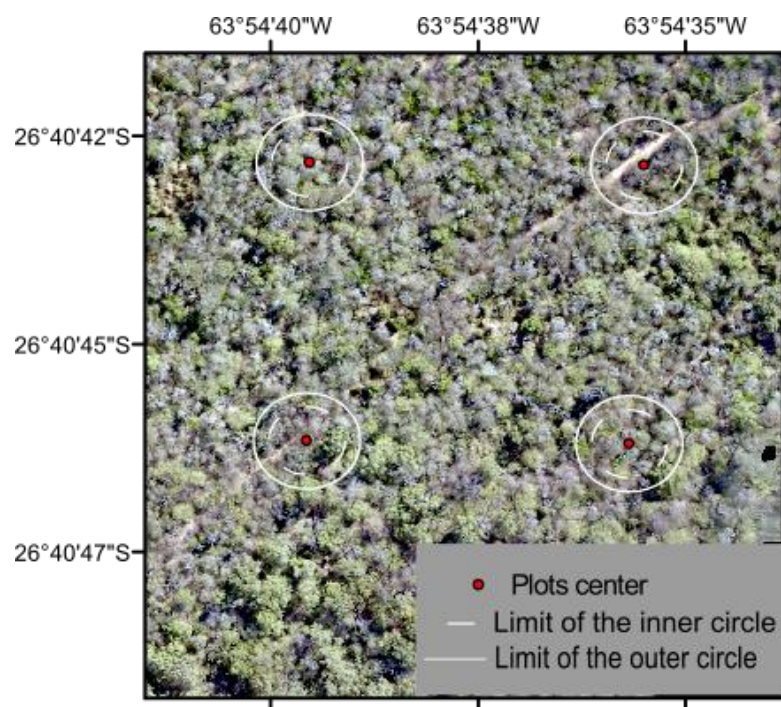 63°54'40"W 63°54'38"W 63°54'35"W
26°40'42"S
26°40'45"S
26°40'47"S
Plots center
Limit of the inner circle
Limit of the outer circle